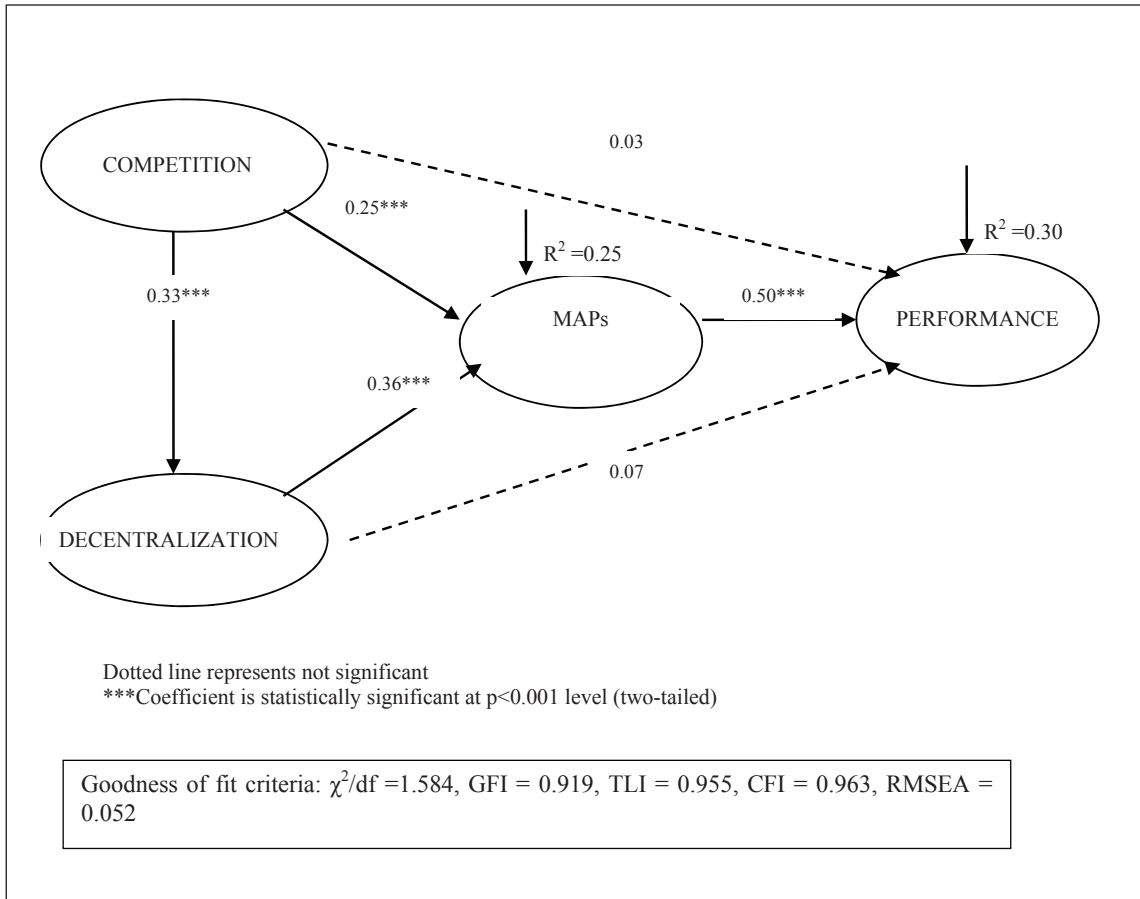 0.03
COMPETITION
0.25***
R² =0.25
R² =0.30
0.33***
0.50***
MAPs
PERFORMANCE
0.36***
0.07
DECENTRALIZATION
Dotted line represents not significant
***Coefficient is statistically significant at p<0.001 level (two-tailed)
Goodness of fit criteria: χ²/df =1.584, GFI = 0.919, TLI = 0.955, CFI = 0.963, RMSEA =
0.052